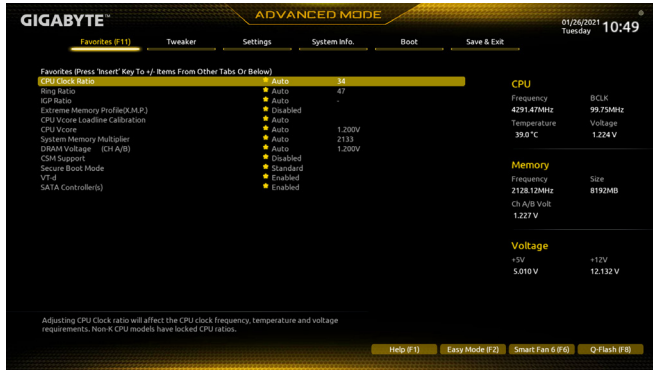 GIGABYTE™
ADVANCED MODE
01/26/2021 Tuesday 10:49
Favorites (F11) Tweaker Settings System Info. Boot Save & Exit
Favorites (Press 'Insert' Key To +/- Items From Other Tabs Or Below)
CPU Clock Ratio Auto 34
Ring Ratio Auto 47
IGP Ratio Auto -
Extreme Memory Profile(X.M.P.) Disabled
CPU Vcore Loadline Calibration Auto
CPU Vcore Auto 1.200V
System Memory Multiplier Auto 2133
DRAM Voltage (CH A/B) Auto 1.200V
CSM Support Disabled
Secure Boot Mode Standard
VT-d Enabled
SATA Controller(s) Enabled
CPU
Frequency BCLK
4291.47MHz 99.75MHz
Temperature Voltage
39.0 °C 1.224 V
Memory
Frequency Size
2128.12MHz 8192MB
Ch A/B Volt
1.227 V
Voltage
+5V +12V
5.010 V 12.132 V
Adjusting CPU Clock ratio will affect the CPU clock frequency, temperature and voltage
requirements. Non-K CPU models have locked CPU ratios.
Help (F1) Easy Mode (F2) Smart Fan 6 (F6) Q-Flash (F8)